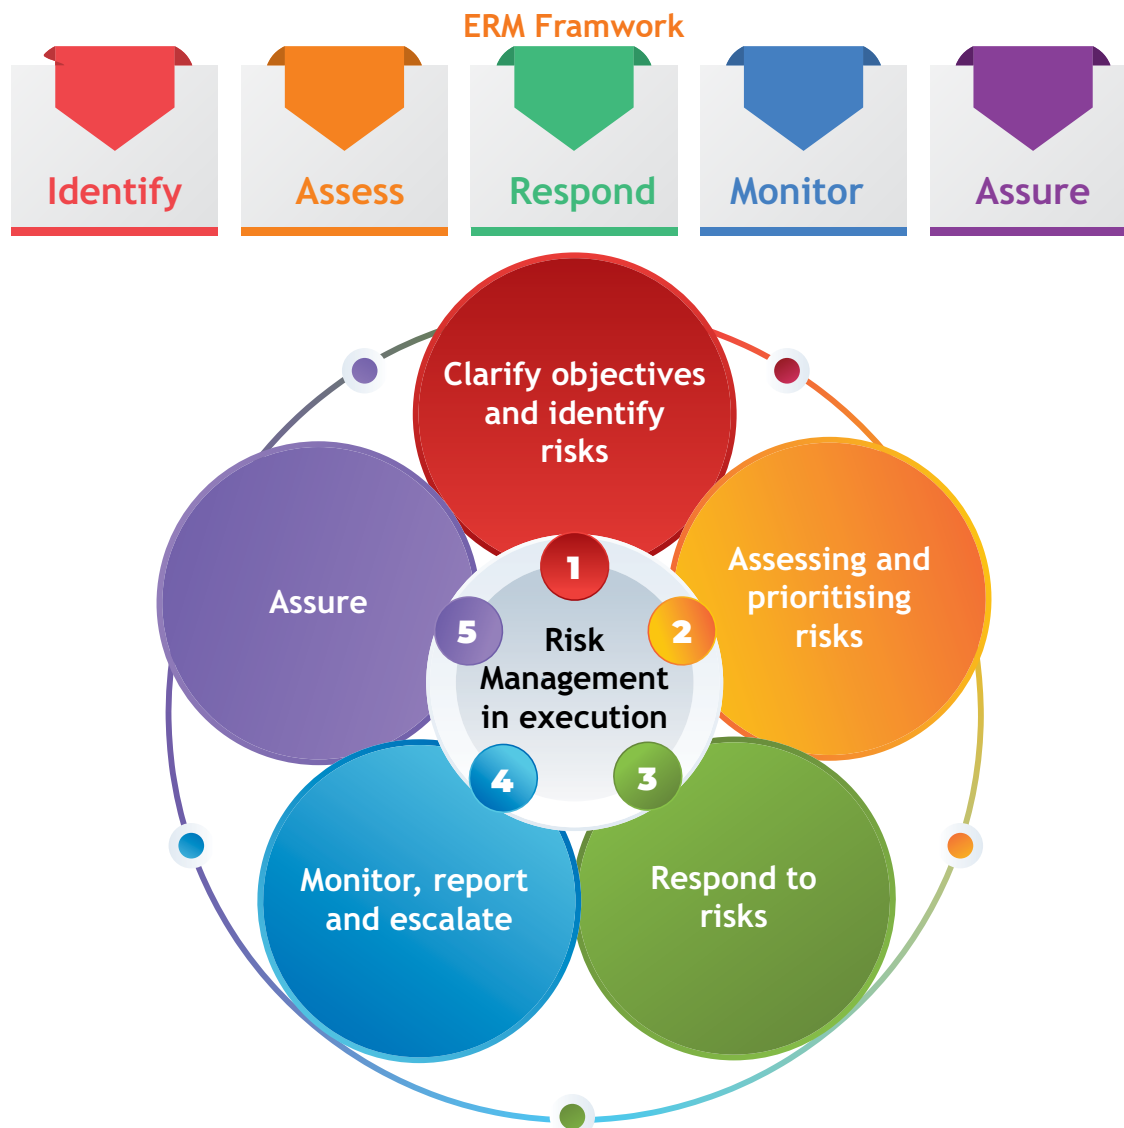 ERM Framwork
Identify
Assess
Respond
Monitor
Assure
Clarify objectives
and identify
risks
Assessing and
prioritising
risks
Respond to
risks
Monitor, report
and escalate
Assure
1
2
3
4
5
Risk
Management
in execution